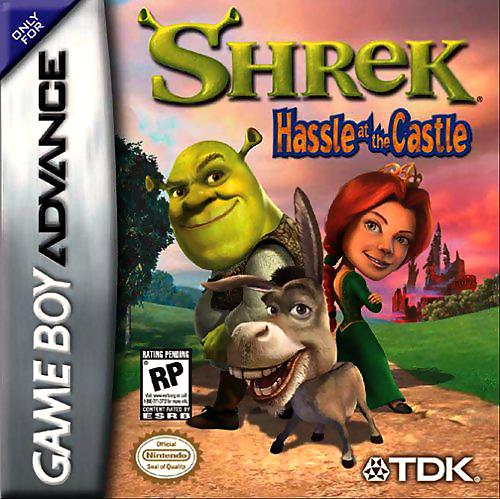 ONLY
FOR
GAME BOY ADVANCE
SHREK
®
Hassle at the Castle
RATING PENDING
RP
CONTENT RATED BY
ESRB
Official
Nintendo
Seal of Quality
TDK®